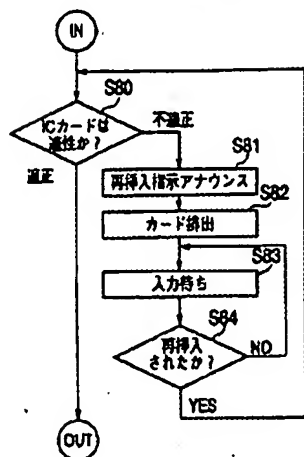 IN
S80
ICカードは
適性か?
不適正
適正
S81
再挿入指示アナウンス
S82
カード排出
S83
入力待ち
S84
再挿入
されたか?
NO
YES
OUT